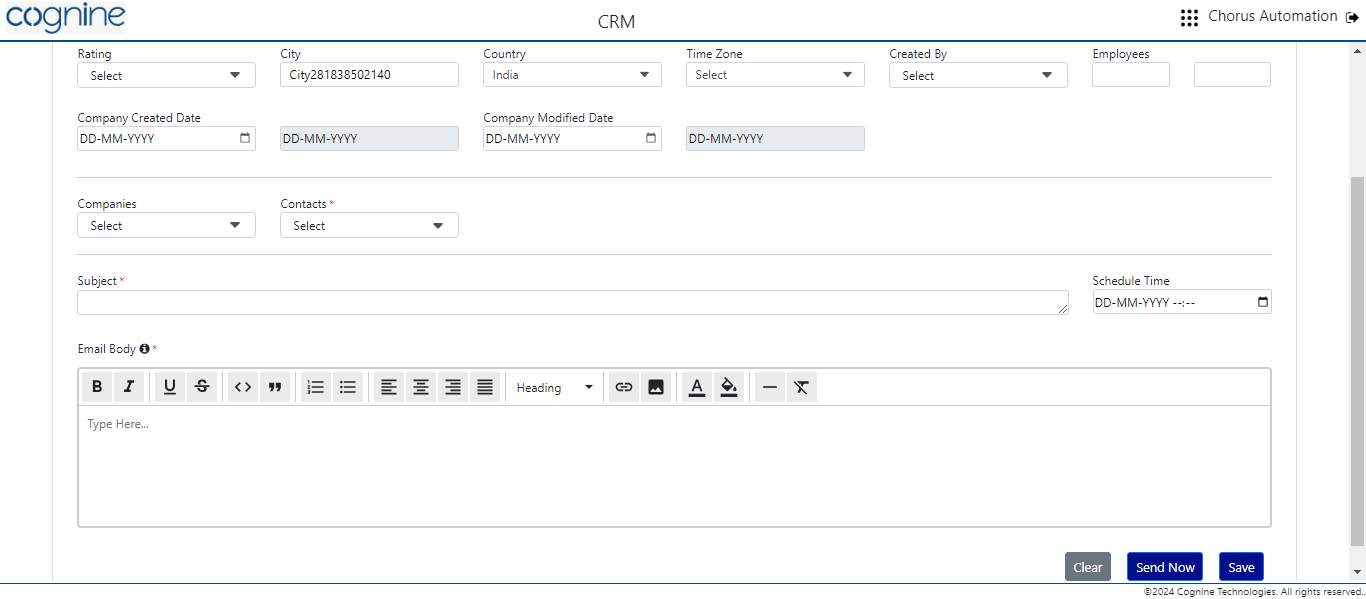 cognine
CRM
Chorus Automation
Rating City Country Time Zone Created By Employees
Select City281838502140 India Select Select
Company Created Date Company Modified Date
DD-MM-YYYY DD-MM-YYYY DD-MM-YYYY DD-MM-YYYY
Companies Contacts *
Select Select
Subject * Schedule Time
DD-MM-YYYY --:--
Email Body *
B I U S Heading A
Type Here...
Clear Send Now Save
©2024 Cognine Technologies. All rights reserved.